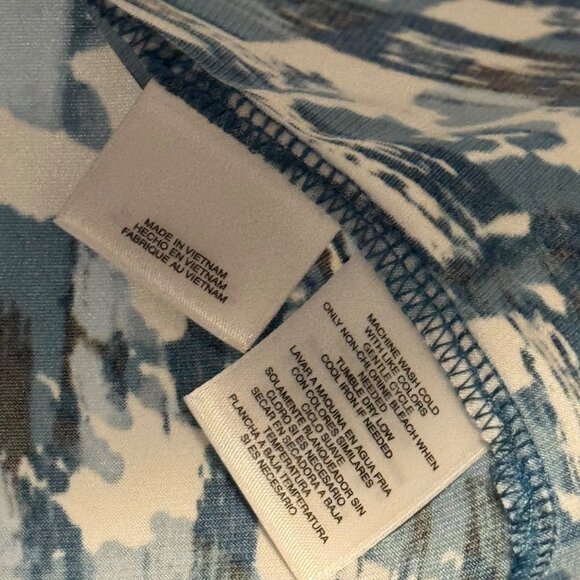 MADE IN VIETNAM
HECHO EN VIETNAM
FABRIQUE AU VIETNAM
MACHINE WASH COLD
WITH LIKE COLORS
GENTLE CYCLE
ONLY NON-CHLORINE BLEACH WHEN
NEEDED
TUMBLE DRY LOW
COOL IRON IF NEEDED
LAVAR A MAQUINA EN AGUA FRIA
CON COLORES SIMILARES
CICLO SUAVE
SOLAMENTE BLANQUEADOR SIN
CLORO SI ES NECESARIO
SECAR EN SECADORA A BAJA
TEMPERATURA
PLANCHA A BAJA TEMPERATURA
SI ES NECESARIO